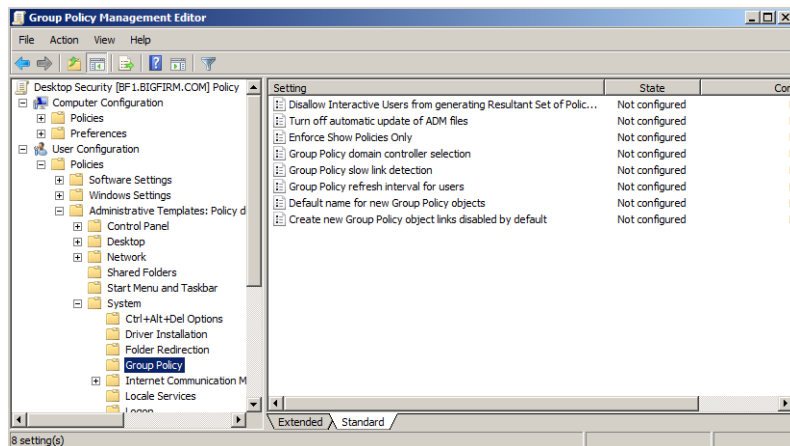 Group Policy Management Editor
File Action View Help
Desktop Security [BF1.BIGFIRM.COM] Policy
Computer Configuration
Policies
Preferences
User Configuration
Policies
Software Settings
Windows Settings
Administrative Templates: Policy d
Control Panel
Desktop
Network
Shared Folders
Start Menu and Taskbar
System
Ctrl+Alt+Del Options
Driver Installation
Folder Redirection
Group Policy
Internet Communication M
Locale Services
Logon
Setting State Cor
Disallow Interactive Users from generating Resultant Set of Polic... Not configured
Turn off automatic update of ADM files Not configured
Enforce Show Policies Only Not configured
Group Policy domain controller selection Not configured
Group Policy slow link detection Not configured
Group Policy refresh interval for users Not configured
Default name for new Group Policy objects Not configured
Create new Group Policy object links disabled by default Not configured
Extended Standard
8 setting(s)